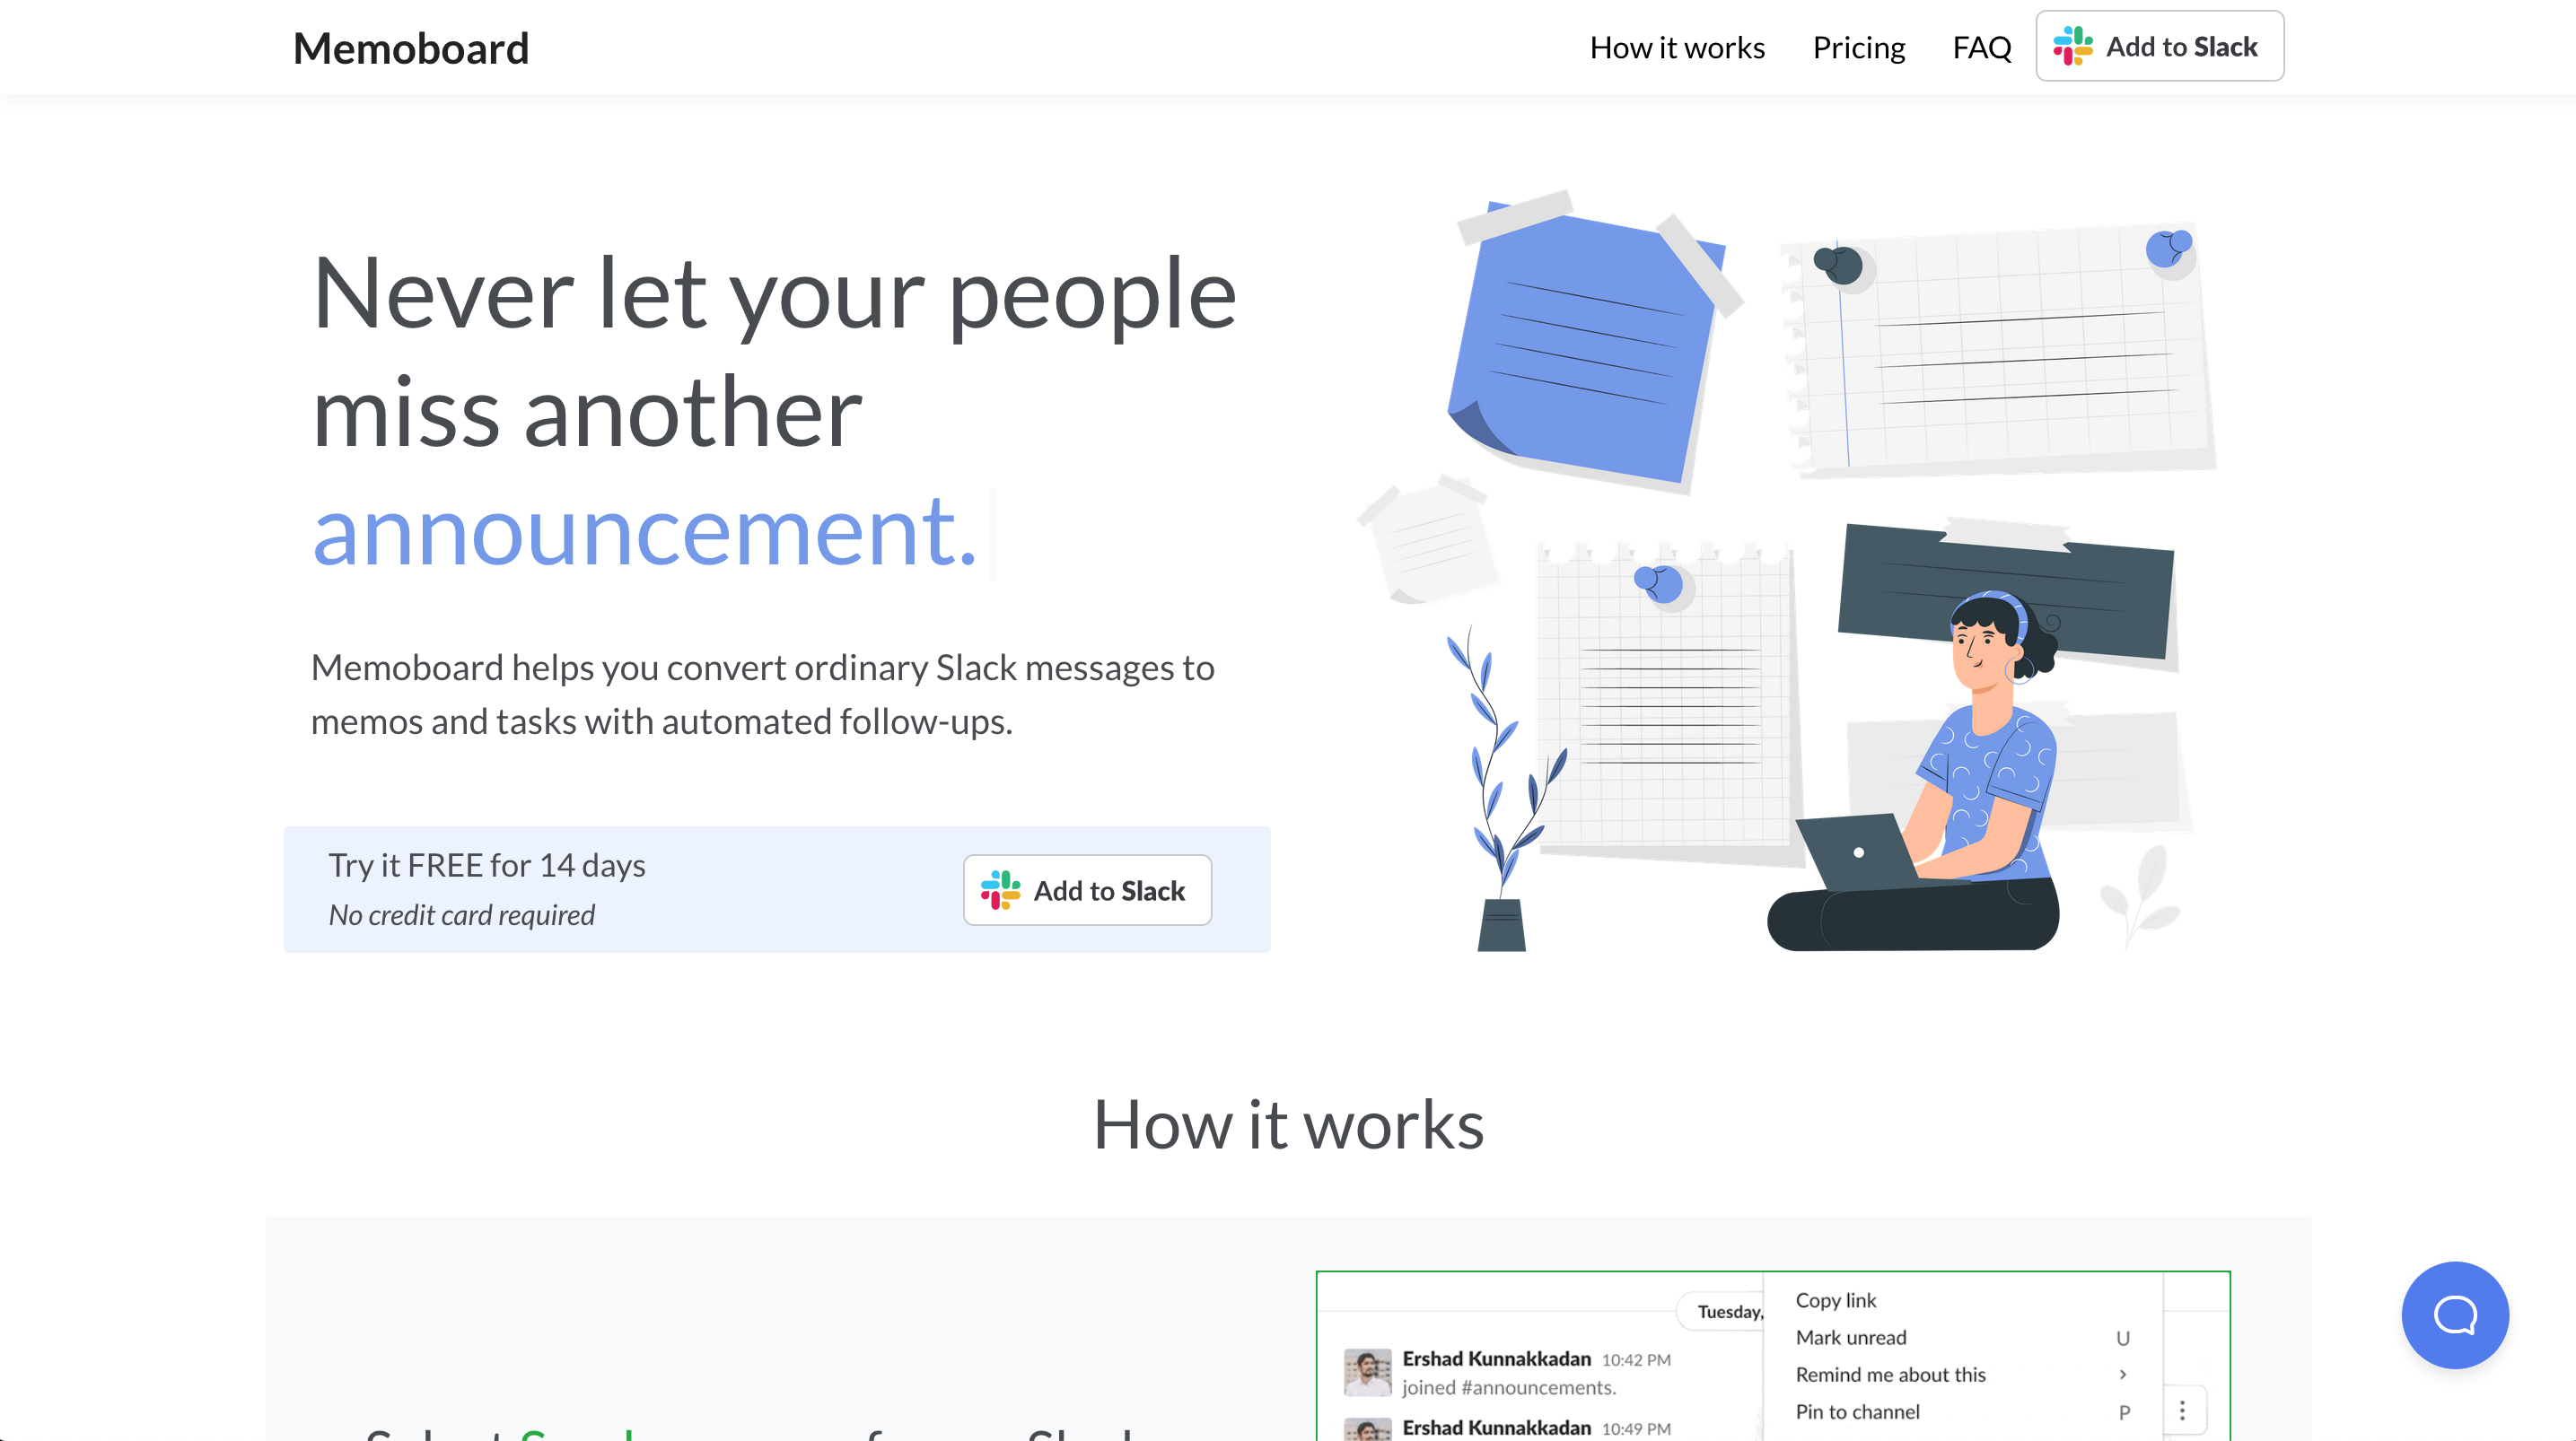 Memoboard
How it works
Pricing
FAQ
Add to Slack
Never let your people
miss another
announcement.
Memoboard helps you convert ordinary Slack messages to
memos and tasks with automated follow-ups.
Try it FREE for 14 days
No credit card required
Add to Slack
How it works
Tuesday,
Ershad Kunnakkadan 10:42 PM
joined #announcements.
Ershad Kunnakkadan 10:49 PM
Copy link
Mark unread U
Remind me about this
Pin to channel P